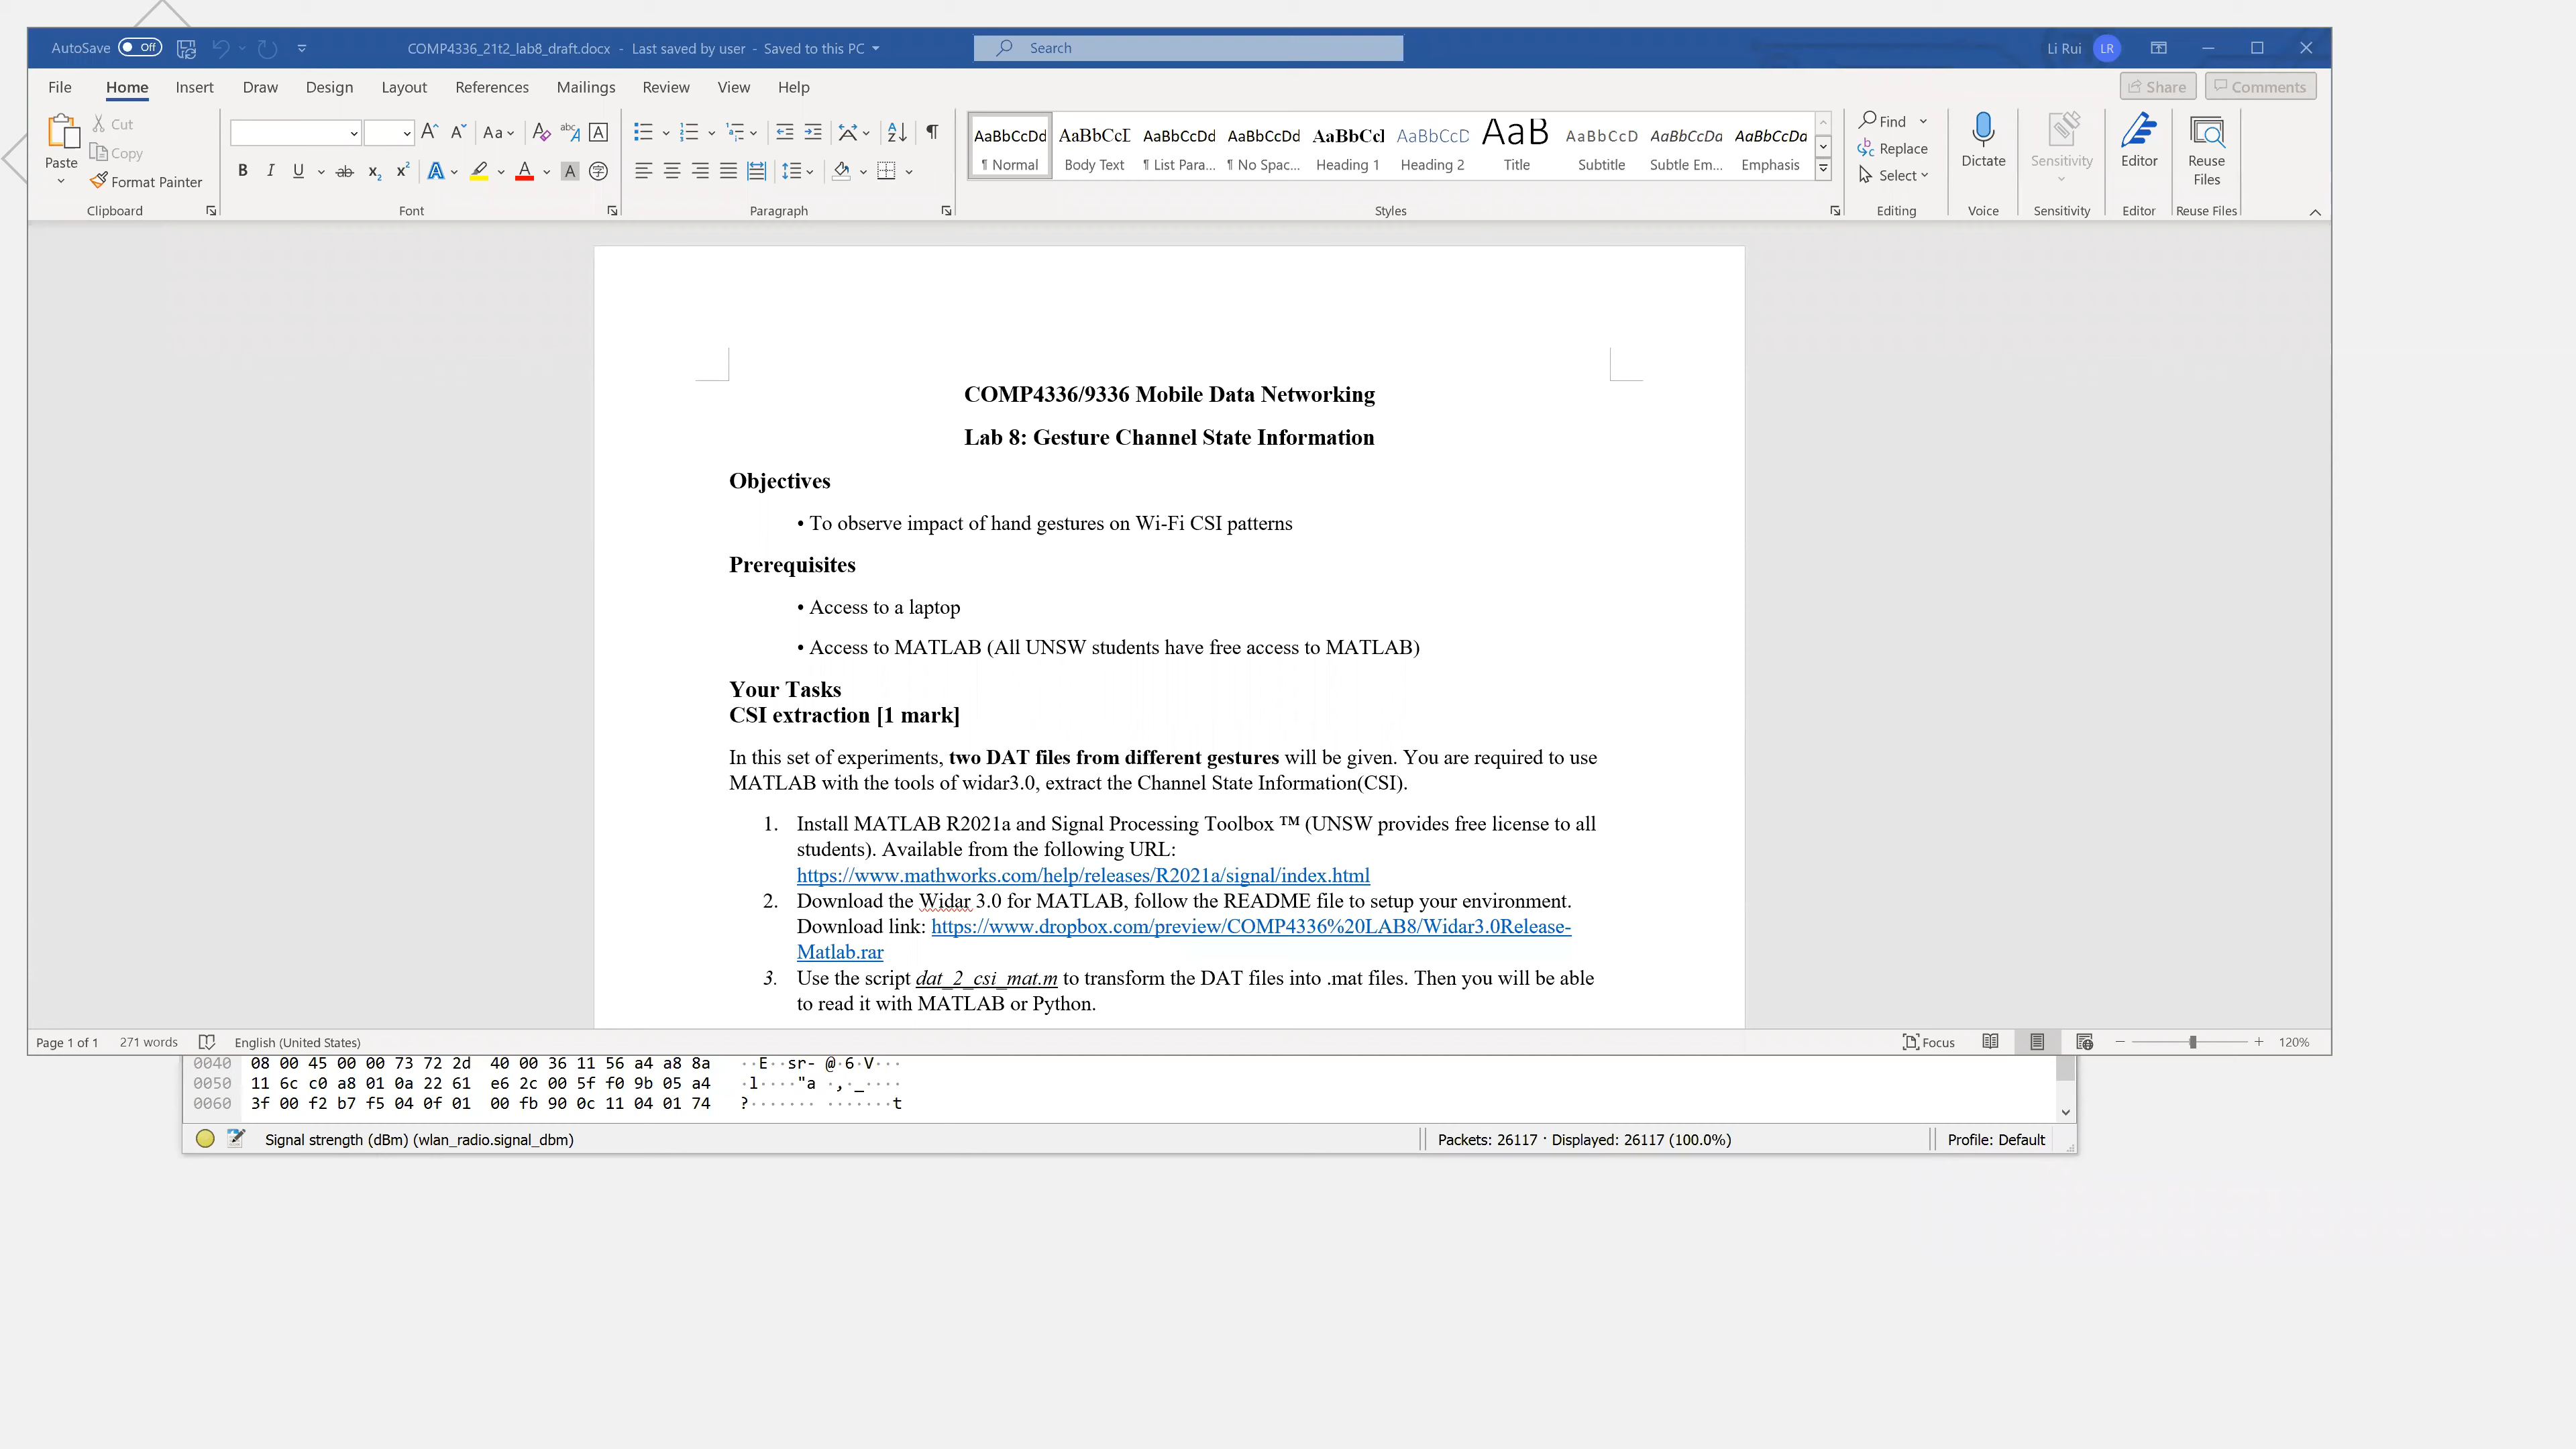 AutoSave Off COMP4336_21t2_lab8_draft.docx - Last saved by user - Saved to this PC Search Li Rui LR
File Home Insert Draw Design Layout References Mailings Review View Help Share Comments
Paste
Cut
Copy
Format Painter
Clipboard
Font
Paragraph
AaBbCcDd AaBbCcD AaBbCcDd AaBbCcDd AaBbCcI AaBbCcD AaB AaBbCcD AaBbCcDd AaBbCcDd
¶ Normal Body Text ¶ List Para... ¶ No Spac... Heading 1 Heading 2 Title Subtitle Subtle Em... Emphasis
Styles
Find
Replace
Select
Editing
Dictate
Voice
Sensitivity
Sensitivity
Editor
Editor
Reuse
Files
Reuse Files
COMP4336/9336 Mobile Data Networking
Lab 8: Gesture Channel State Information
Objectives
• To observe impact of hand gestures on Wi-Fi CSI patterns
Prerequisites
• Access to a laptop
• Access to MATLAB (All UNSW students have free access to MATLAB)
Your Tasks
CSI extraction [1 mark]
In this set of experiments, two DAT files from different gestures will be given. You are required to use
MATLAB with the tools of widar3.0, extract the Channel State Information(CSI).
1. Install MATLAB R2021a and Signal Processing Toolbox ™ (UNSW provides free license to all
students). Available from the following URL:
https://www.mathworks.com/help/releases/R2021a/signal/index.html
2. Download the Widar 3.0 for MATLAB, follow the README file to setup your environment.
Download link: https://www.dropbox.com/preview/COMP4336%20LAB8/Widar3.0Release-
Matlab.rar
3. Use the script dat_2_csi_mat.m to transform the DAT files into .mat files. Then you will be able
to read it with MATLAB or Python.
Page 1 of 1 271 words English (United States) Focus 120%
0040 08 00 45 00 00 73 72 2d 40 00 36 11 56 a4 a8 8a ··E··sr- @·6·V···
0050 11 6c c0 a8 01 0a 22 61 e6 2c 00 5f f0 9b 05 a4 ·l····"a ·,·_····
0060 3f 00 f2 b7 f5 04 0f 01 00 fb 90 0c 11 04 01 74 ?······· ·······t
Signal strength (dBm) (wlan_radio.signal_dbm) Packets: 26117 · Displayed: 26117 (100.0%) Profile: Default